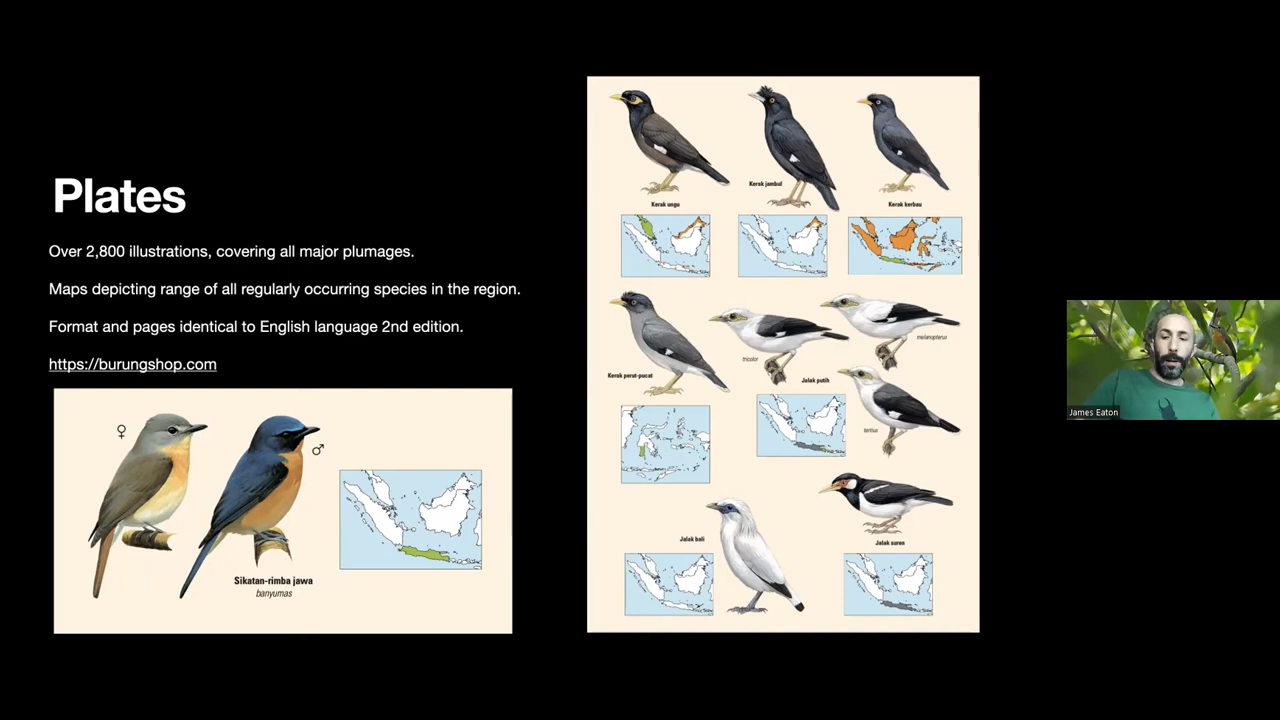 Plates
Over 2,800 illustrations, covering all major plumages.
Maps depicting range of all regularly occurring species in the region.
Format and pages identical to English language 2nd edition.
https://burungshop.com
♀
♂
Sikatan-rimba jawa
banyumas
Kerak ungu
Kerak jambul
Kerak kerbau
Kerak perut-pucat
tricolor
melanopterus
Jalak putih
tertius
Jalak bali
Jalak suren
James Eaton